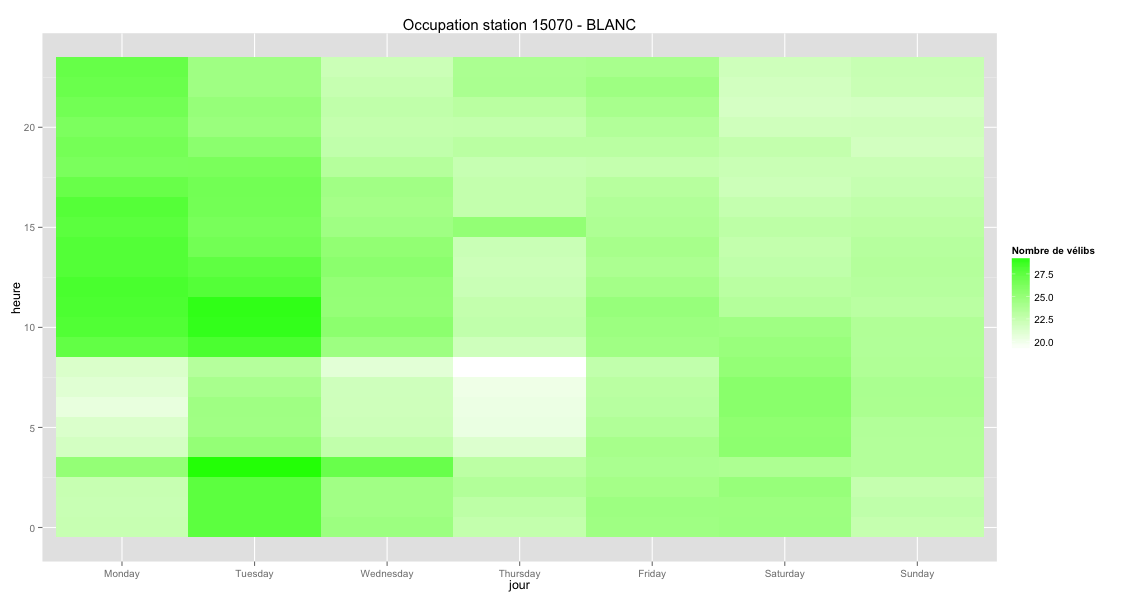 Occupation station 15070 - BLANC
heure
20
15
10
5
0
Monday Tuesday Wednesday Thursday Friday Saturday Sunday
jour
Nombre de vélibs
27.5
25.0
22.5
20.0